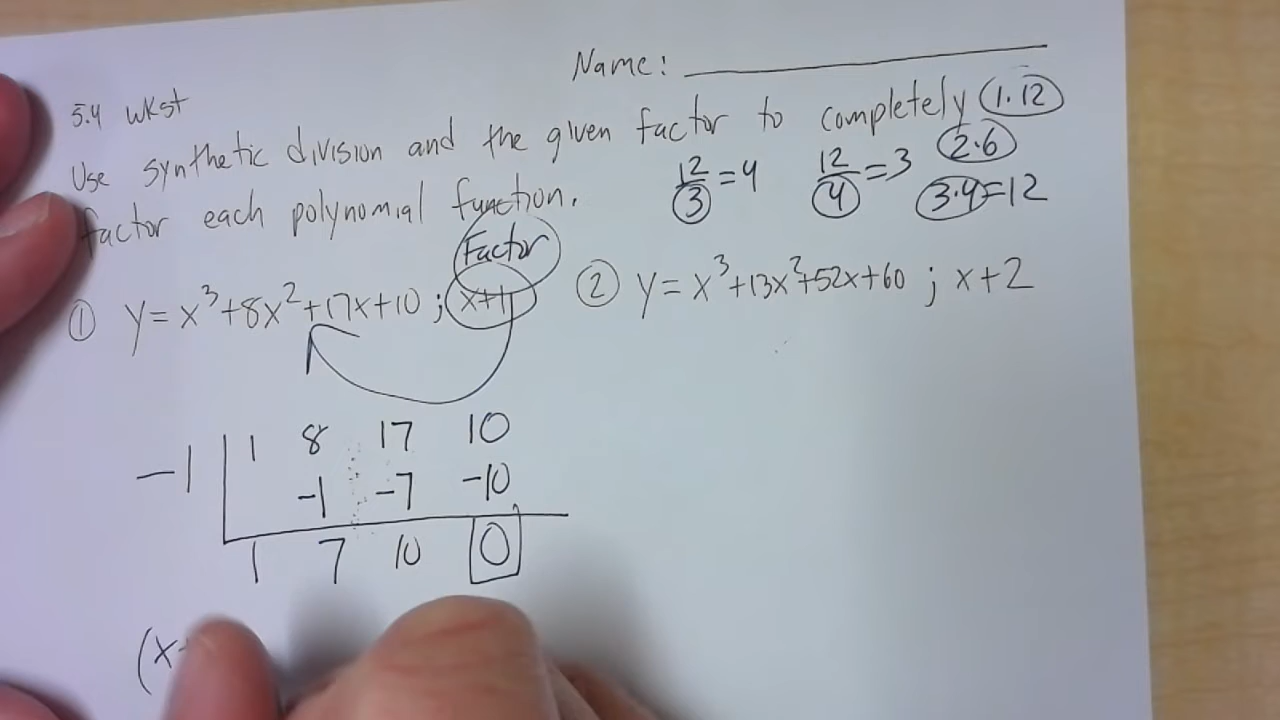 Name:
5.4 wkst
Use synthetic division and the given factor to completely 1·12
12/3=4 12/4=3 2·6
factor each polynomial function. 3·4=12
Factor
① y=x³+8x²+17x+10 ; x+1 ② y=x³+13x²+52x+60 ; x+2
-1 1 8 17 10
-1 -7 -10
1 7 10 0
(x+